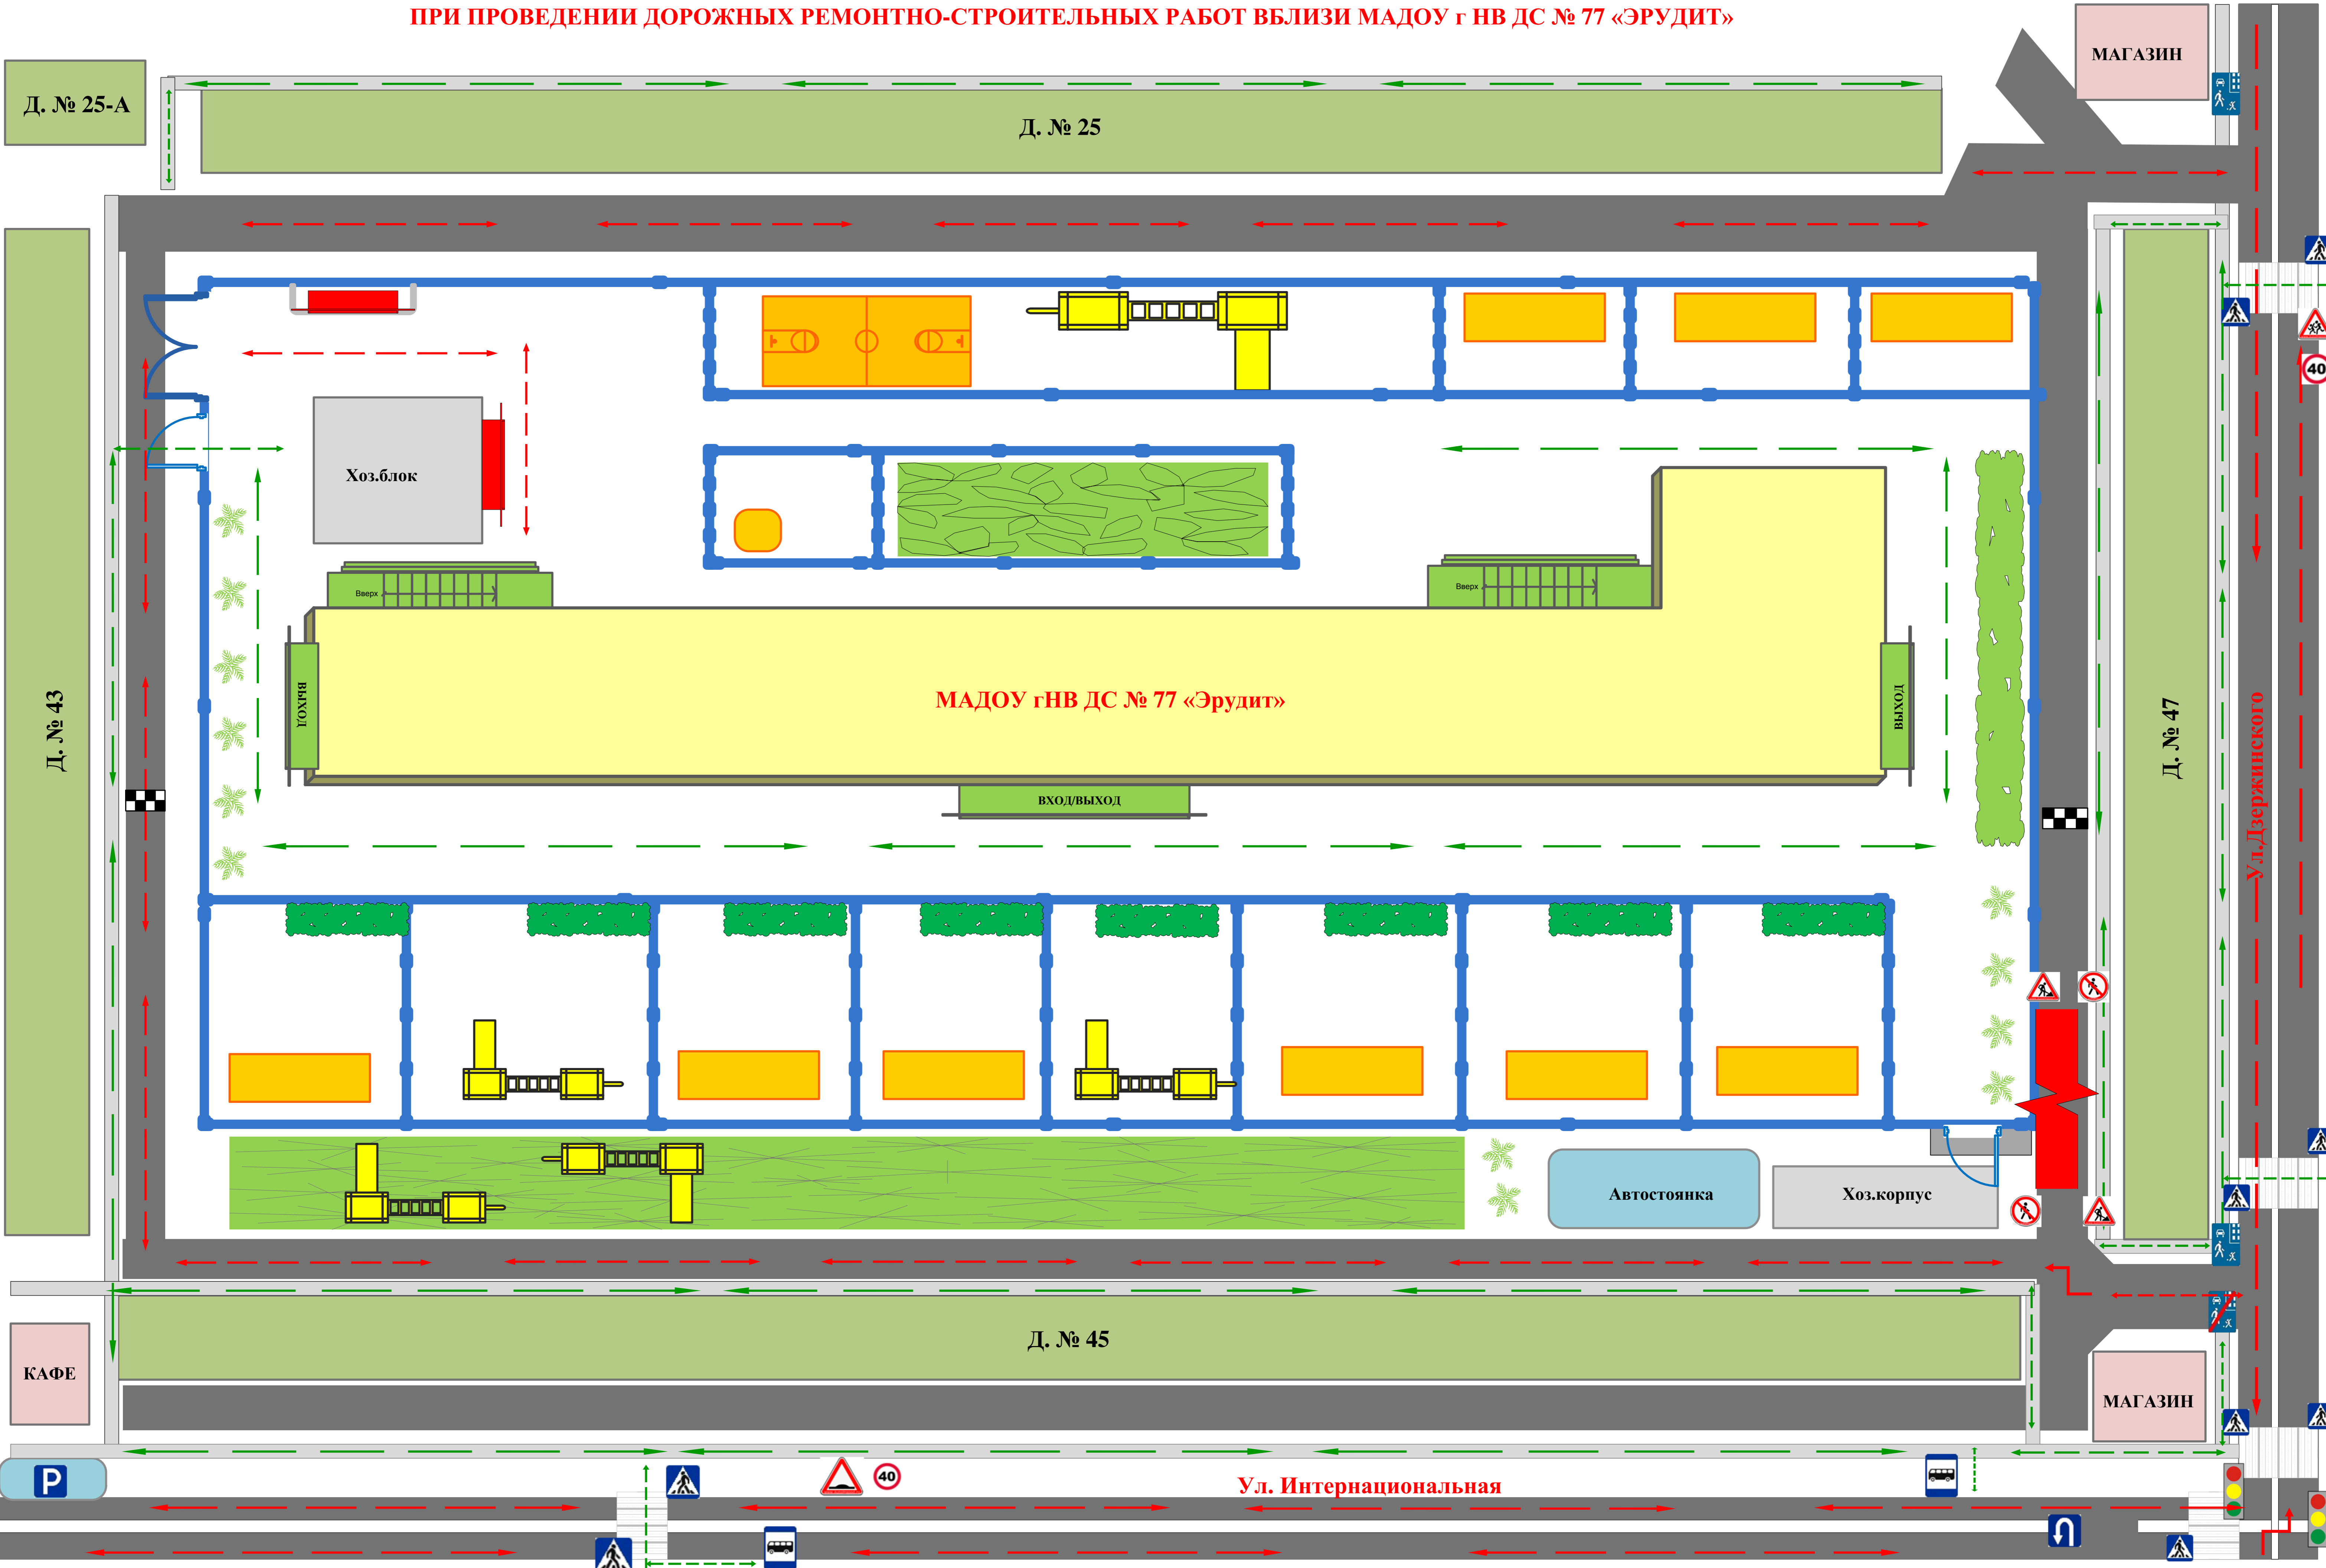 ПРИ ПРОВЕДЕНИИ ДОРОЖНЫХ РЕМОНТНО-СТРОИТЕЛЬНЫХ РАБОТ ВБЛИЗИ МАДОУ г НВ ДС № 77 «ЭРУДИТ»
МАГАЗИН
Д. № 25-А
Д. № 25
40
Хоз.блок
Вверх
Вверх
Д. № 43
ВЫХОД
МАДОУ гНВ ДС № 77 «Эрудит»
ВЫХОД
Д. № 47
Ул.Дзержинского
ВХОД/ВЫХОД
Автостоянка
Хоз.корпус
Д. № 45
КАФЕ
МАГАЗИН
P
40
Ул. Интернациональная